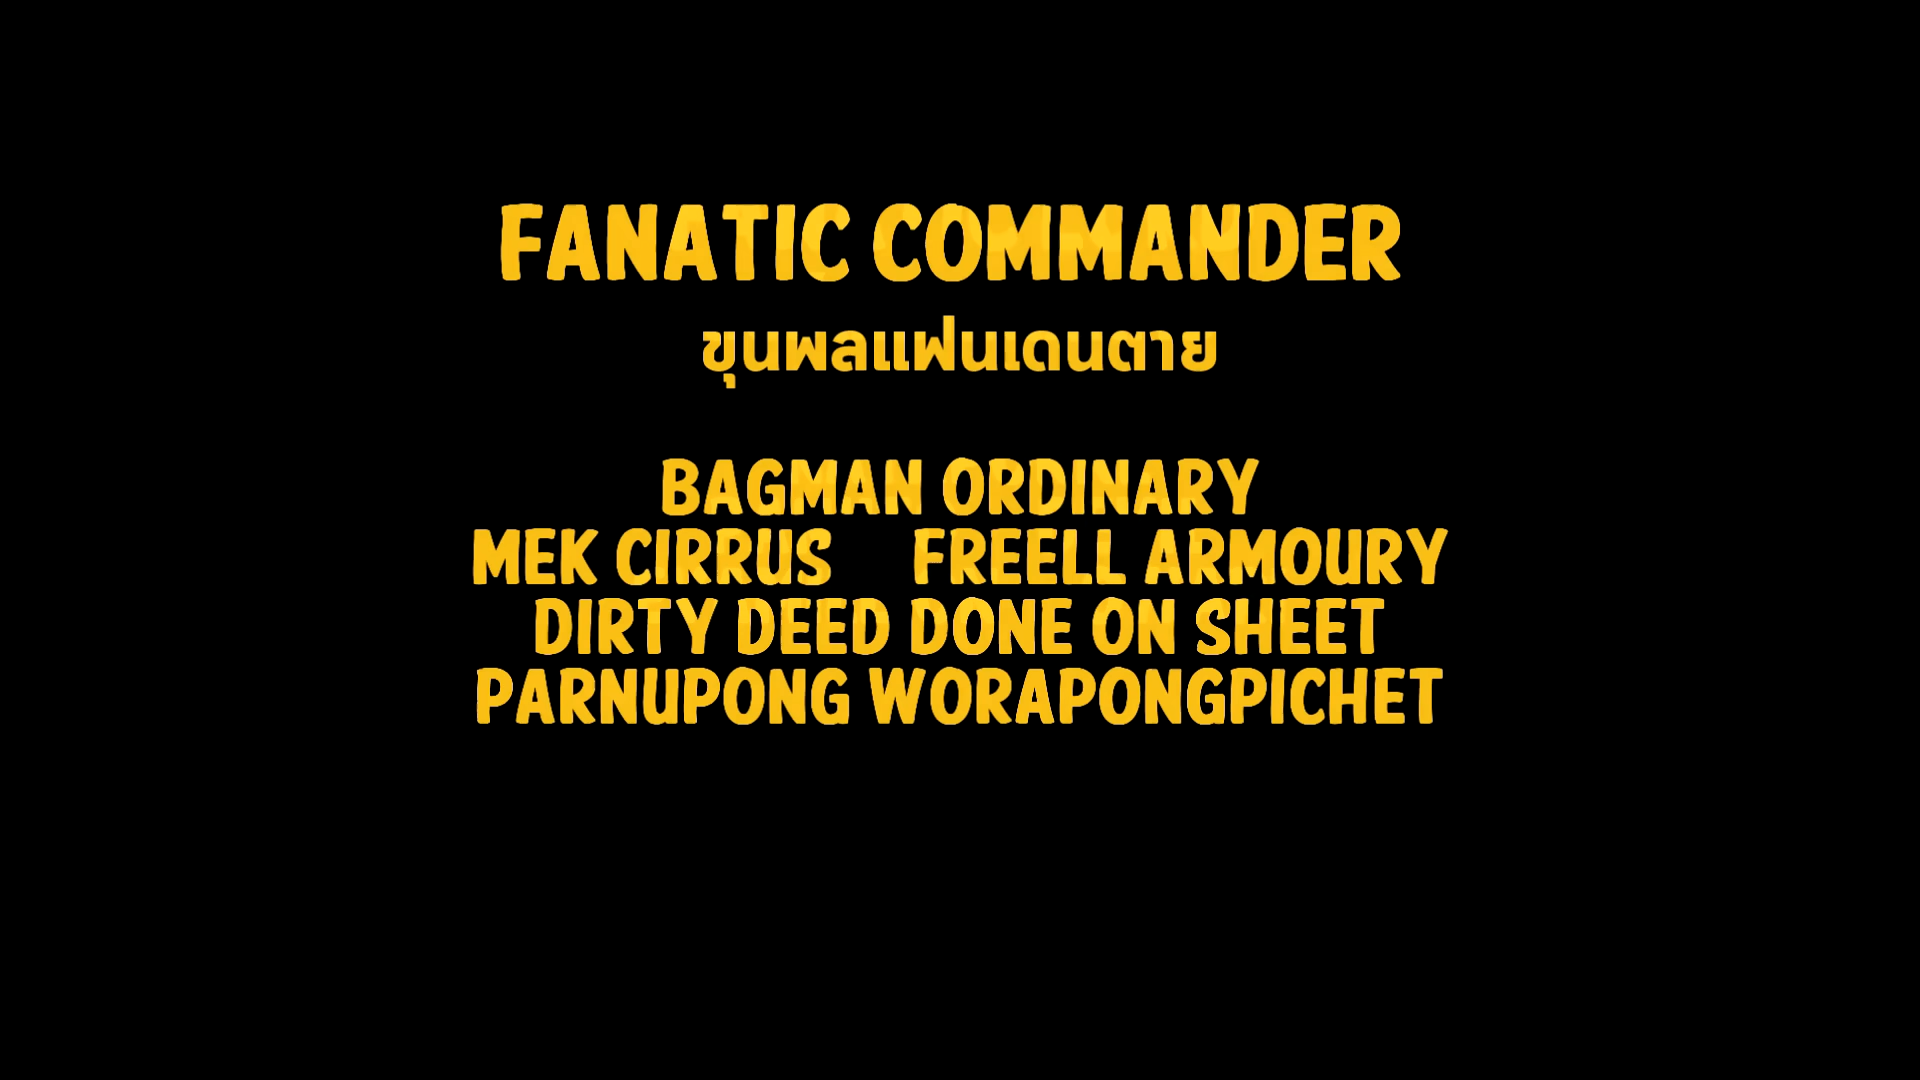 FANATIC COMMANDER
ขุนพลแฟนเดนตาย
BAGMAN ORDINARY
MEK CIRRUS FREELL ARMOURY
DIRTY DEED DONE ON SHEET
PARNUPONG WORAPONGPICHET